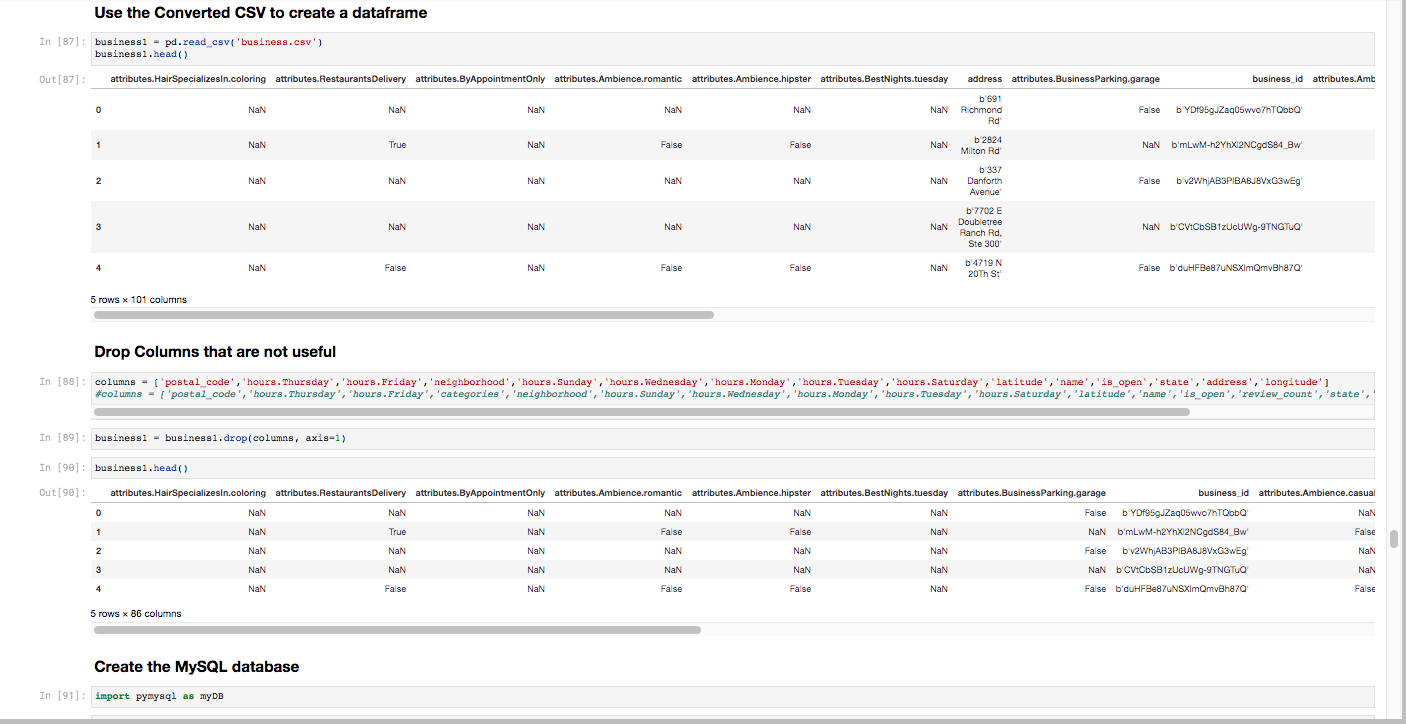 Use the Converted CSV to create a dataframe
In [87]: business1 = pd.read_csv('business.csv')
business1.head()
Out[87]: attributes.HairSpecializesIn.coloring attributes.RestaurantsDelivery attributes.ByAppointmentOnly attributes.Ambience.romantic attributes.Ambience.hipster attributes.BestNights.tuesday address attributes.BusinessParking.garage business_id attributes.Amb
0 NaN NaN NaN NaN NaN NaN b'691 Richmond Rd' False b'YDf95gJZaq05wvo7hTQbbQ'
1 NaN True NaN False False NaN b'2824 Milton Rd' NaN b'mLwM-h2YhXl2NCgdS84_Bw'
2 NaN NaN NaN NaN NaN NaN b'337 Danforth Avenue' False b'v2WhjAB3PIBA8J8VxG3wEg'
3 NaN NaN NaN NaN NaN NaN b'7702 E Doubletree Ranch Rd, Ste 300' NaN b'CVtCbSB1zUcUWg-9TNGTuQ'
4 NaN False NaN False False NaN b'4719 N 20Th St' False b'duHFBe87uNSXImQmvBh87Q'
5 rows × 101 columns
Drop Columns that are not useful
In [88]: columns = ['postal_code','hours.Thursday','hours.Friday','neighborhood','hours.Sunday','hours.Wednesday','hours.Monday','hours.Tuesday','hours.Saturday','latitude','name','is_open','state','address','longitude']
#columns = ['postal_code','hours.Thursday','hours.Friday','categories','neighborhood','hours.Sunday','hours.Wednesday','hours.Monday','hours.Tuesday','hours.Saturday','latitude','name','is_open','review_count','state','
In [89]: business1 = business1.drop(columns, axis=1)
In [90]: business1.head()
Out[90]: attributes.HairSpecializesIn.coloring attributes.RestaurantsDelivery attributes.ByAppointmentOnly attributes.Ambience.romantic attributes.Ambience.hipster attributes.BestNights.tuesday attributes.BusinessParking.garage business_id attributes.Ambience.casual
0 NaN NaN NaN NaN NaN NaN False b'YDf95gJZaq05wvo7hTQbbQ' NaN
1 NaN True NaN False False NaN NaN b'mLwM-h2YhXl2NCgdS84_Bw' False
2 NaN NaN NaN NaN NaN NaN False b'v2WhjAB3PIBA8J8VxG3wEg' NaN
3 NaN NaN NaN NaN NaN NaN NaN b'CVtCbSB1zUcUWg-9TNGTuQ' NaN
4 NaN False NaN False False NaN False b'duHFBe87uNSXImQmvBh87Q' False
5 rows × 86 columns
Create the MySQL database
In [91]: import pymysql as myDB